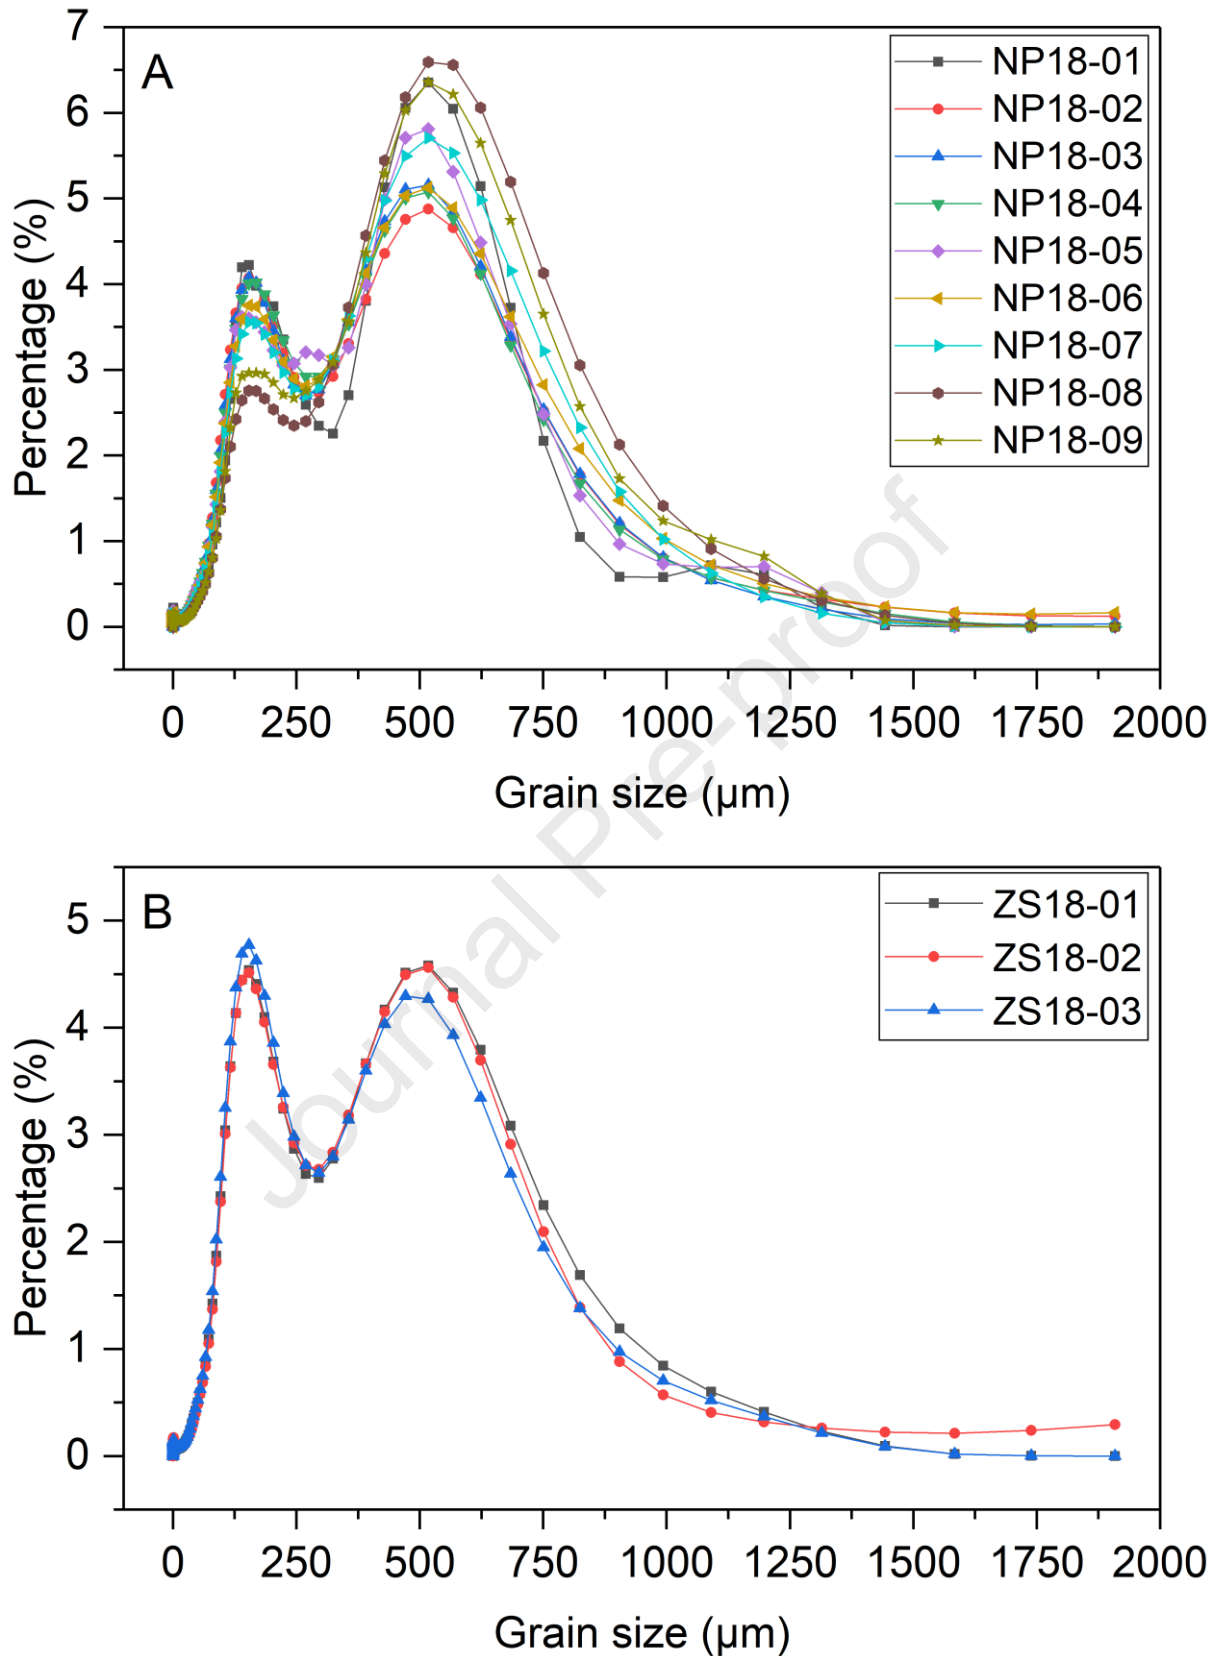 A
7
6
5
4
3
2
1
0
Percentage (%)
NP18-01
NP18-02
NP18-03
NP18-04
NP18-05
NP18-06
NP18-07
NP18-08
NP18-09
0 250 500 750 1000 1250 1500 1750 2000
Grain size (μm)
Journal Pre-proof
B
5
4
3
2
1
0
Percentage (%)
ZS18-01
ZS18-02
ZS18-03
0 250 500 750 1000 1250 1500 1750 2000
Grain size (μm)